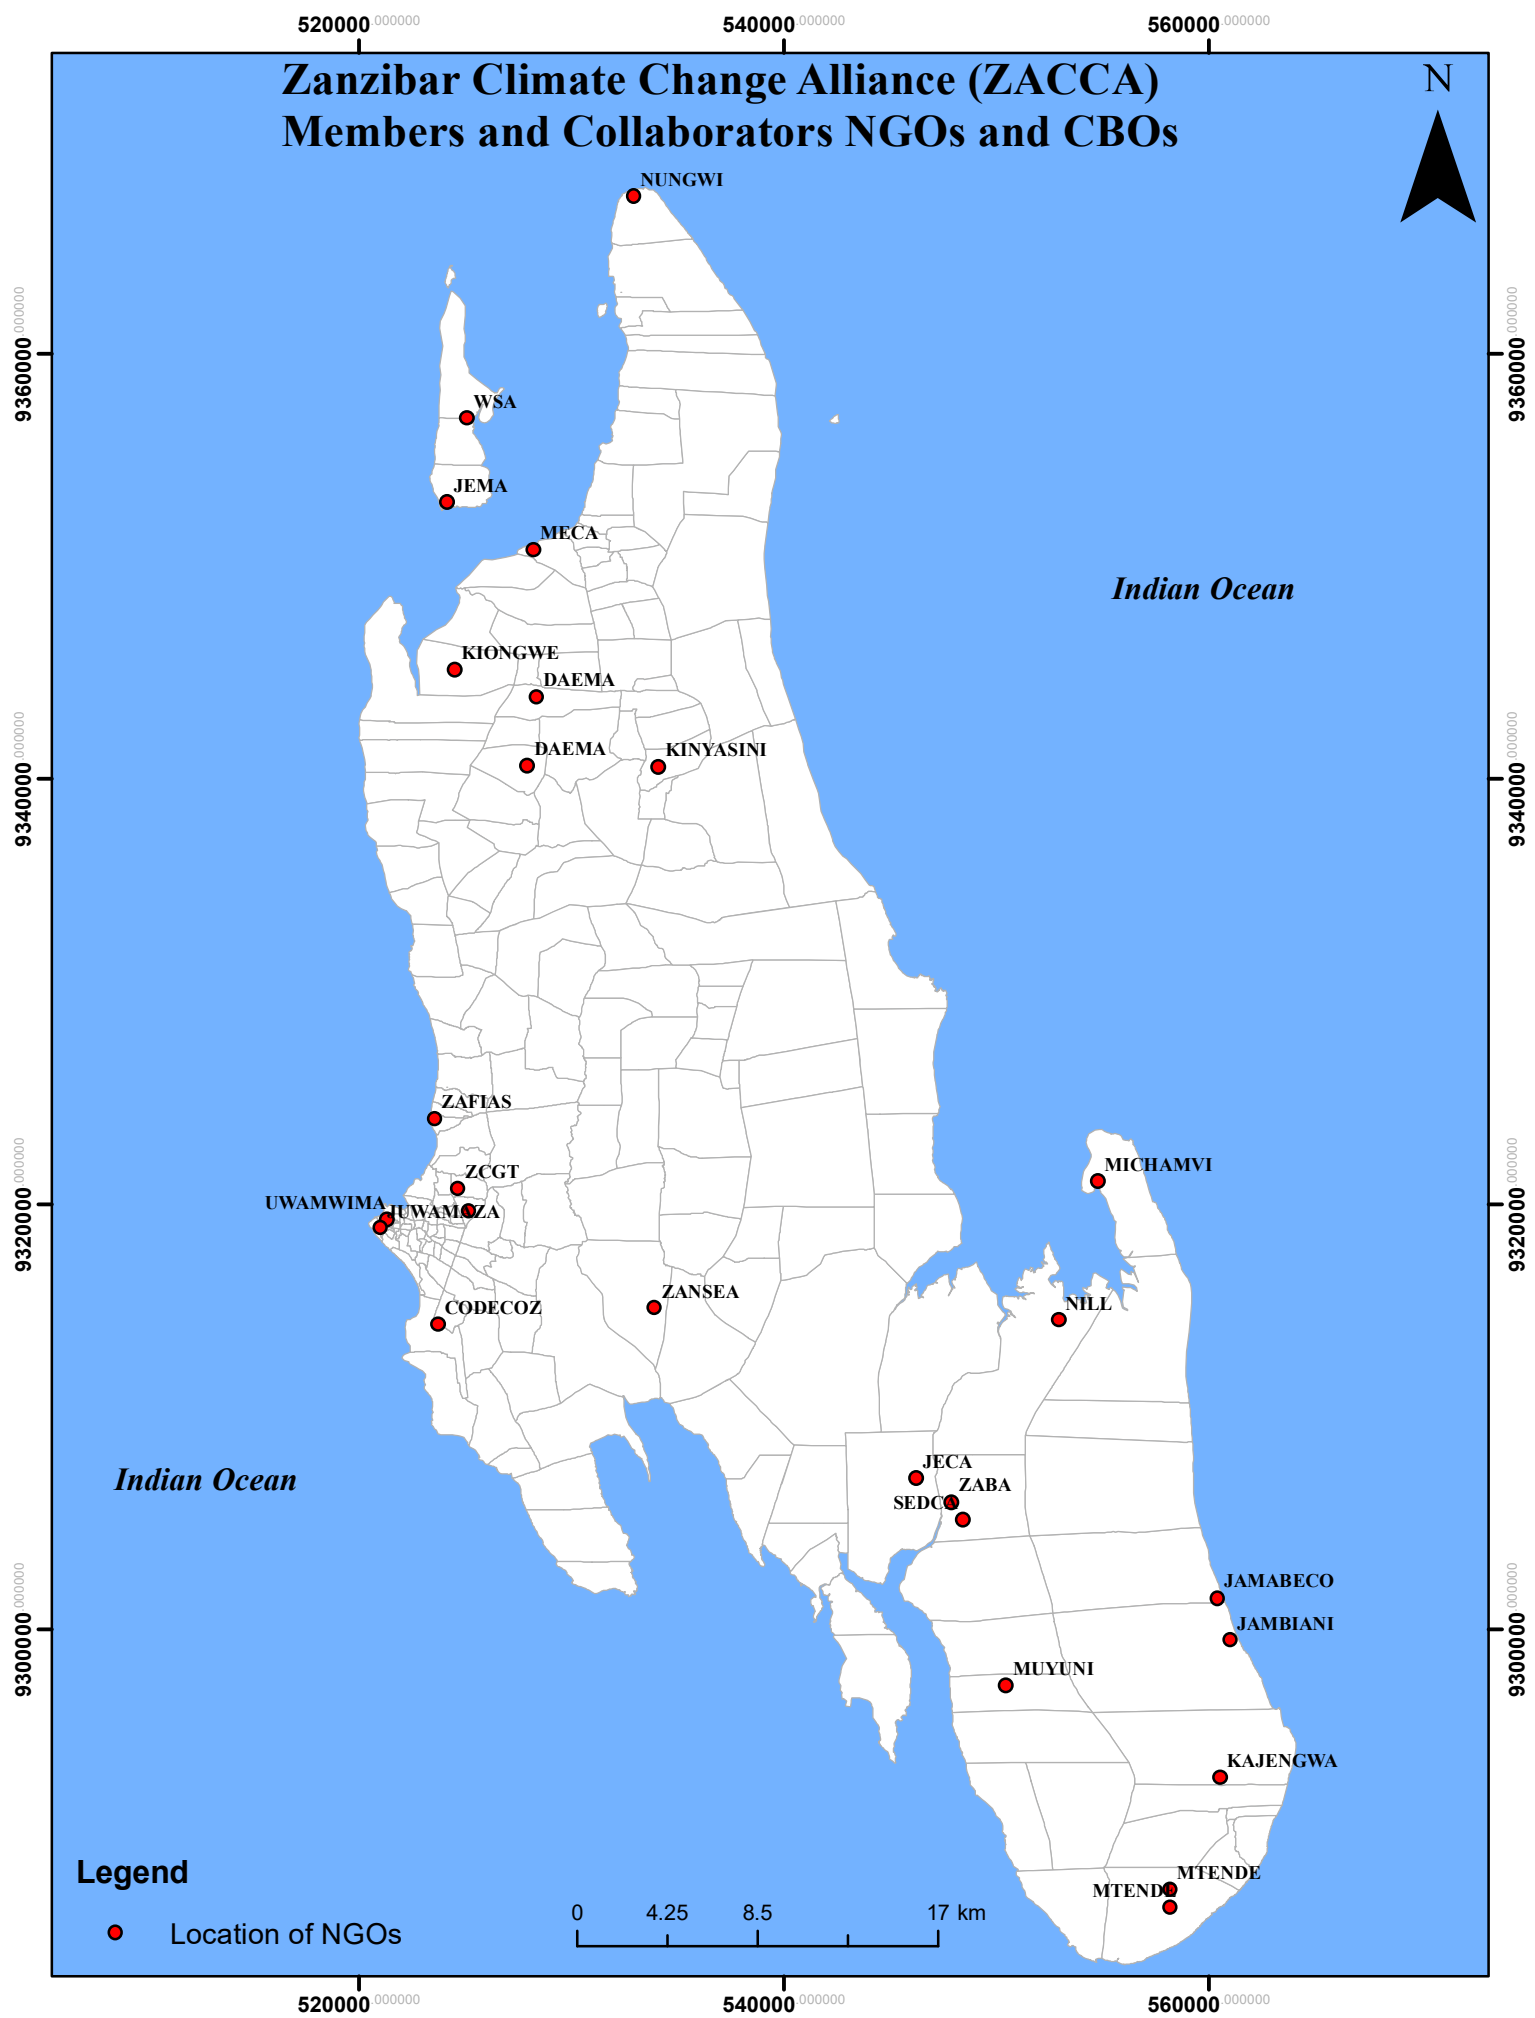 520000.000000 540000.000000 560000.000000
Zanzibar Climate Change Alliance (ZACCA)
Members and Collaborators NGOs and CBOs
N
NUNGWI
9360000.000000
9360000.000000
WSA
JEMA
MECA
Indian Ocean
KIONGWE
DAEMA
DAEMA
KINYASINI
9340000.000000
9340000.000000
ZAFIAS
ZCGT
MICHAMVI
UWAMWIMA
JUWAMAZA
9320000.000000
9320000.000000
ZANSEA
CODECOZ
NILL
JECA
Indian Ocean
ZABA
SEDCA
JAMABECO
JAMBIANI
9300000.000000
9300000.000000
MUYUNI
KAJENGWA
MTENDE
MTENDE
Legend
Location of NGOs
0 4.25 8.5 17 km
520000.000000 540000.000000 560000.000000